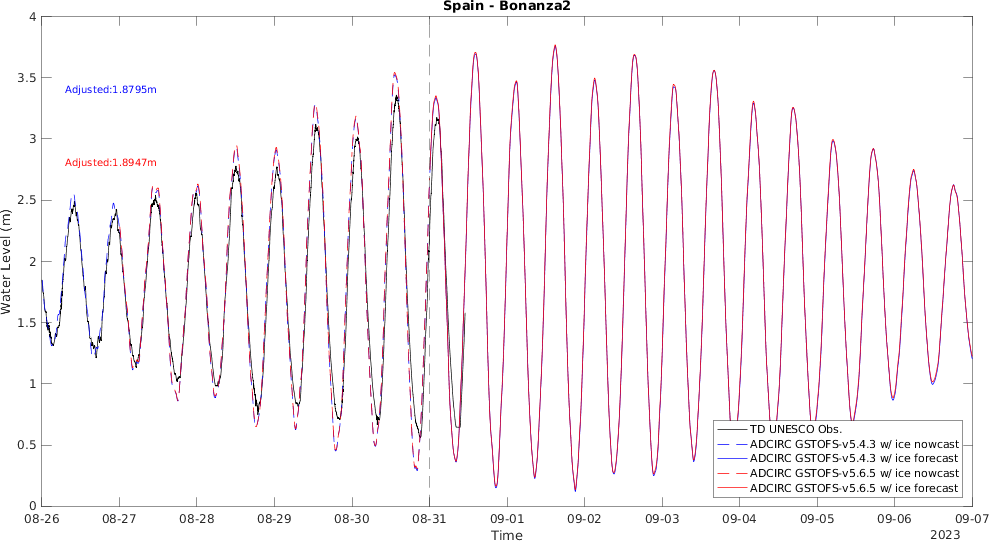 Spain - Bonanza2
4
3.5
3
2.5
2
1.5
1
0.5
0
Water Level (m)
Adjusted:1.8795m
Adjusted:1.8947m
TD UNESCO Obs.
ADCIRC GSTOFS-v5.4.3 w/ ice nowcast
ADCIRC GSTOFS-v5.4.3 w/ ice forecast
ADCIRC GSTOFS-v5.6.5 w/ ice nowcast
ADCIRC GSTOFS-v5.6.5 w/ ice forecast
08-26 08-27 08-28 08-29 08-30 08-31 09-01 09-02 09-03 09-04 09-05 09-06 09-07
Time
2023